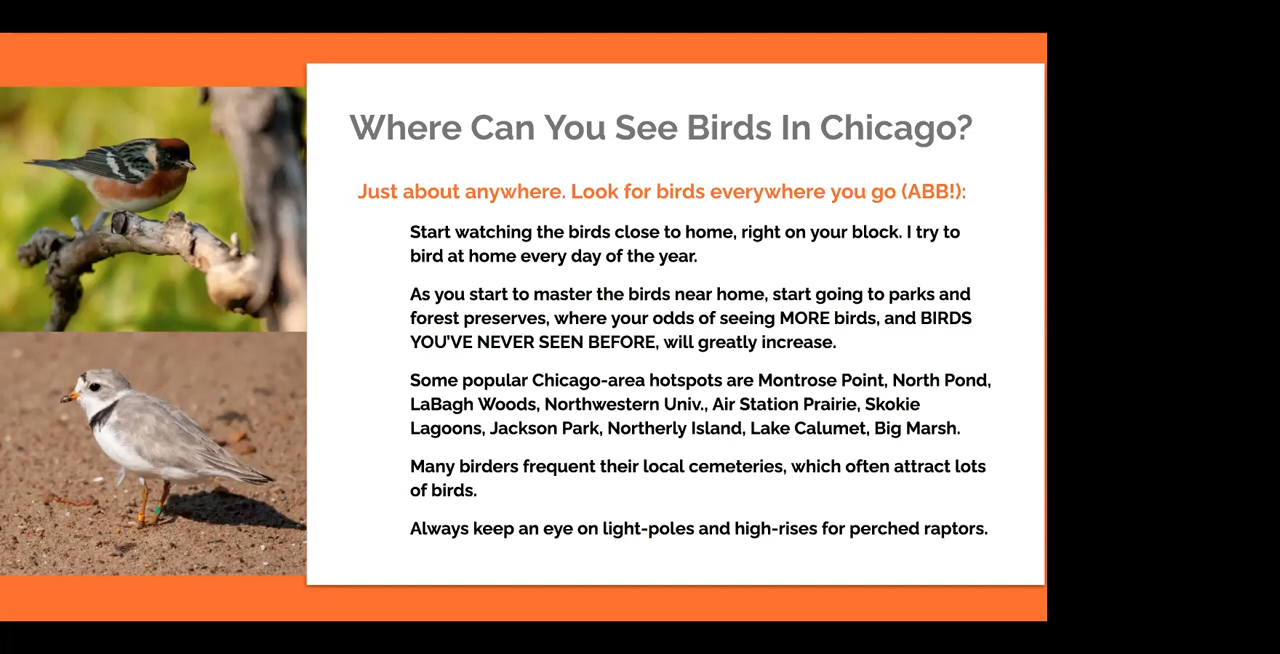 Where Can You See Birds In Chicago?
Just about anywhere. Look for birds everywhere you go (ABB!):
Start watching the birds close to home, right on your block. I try to
bird at home every day of the year.
As you start to master the birds near home, start going to parks and
forest preserves, where your odds of seeing MORE birds, and BIRDS
YOU'VE NEVER SEEN BEFORE, will greatly increase.
Some popular Chicago-area hotspots are Montrose Point, North Pond,
LaBagh Woods, Northwestern Univ., Air Station Prairie, Skokie
Lagoons, Jackson Park, Northerly Island, Lake Calumet, Big Marsh.
Many birders frequent their local cemeteries, which often attract lots
of birds.
Always keep an eye on light-poles and high-rises for perched raptors.